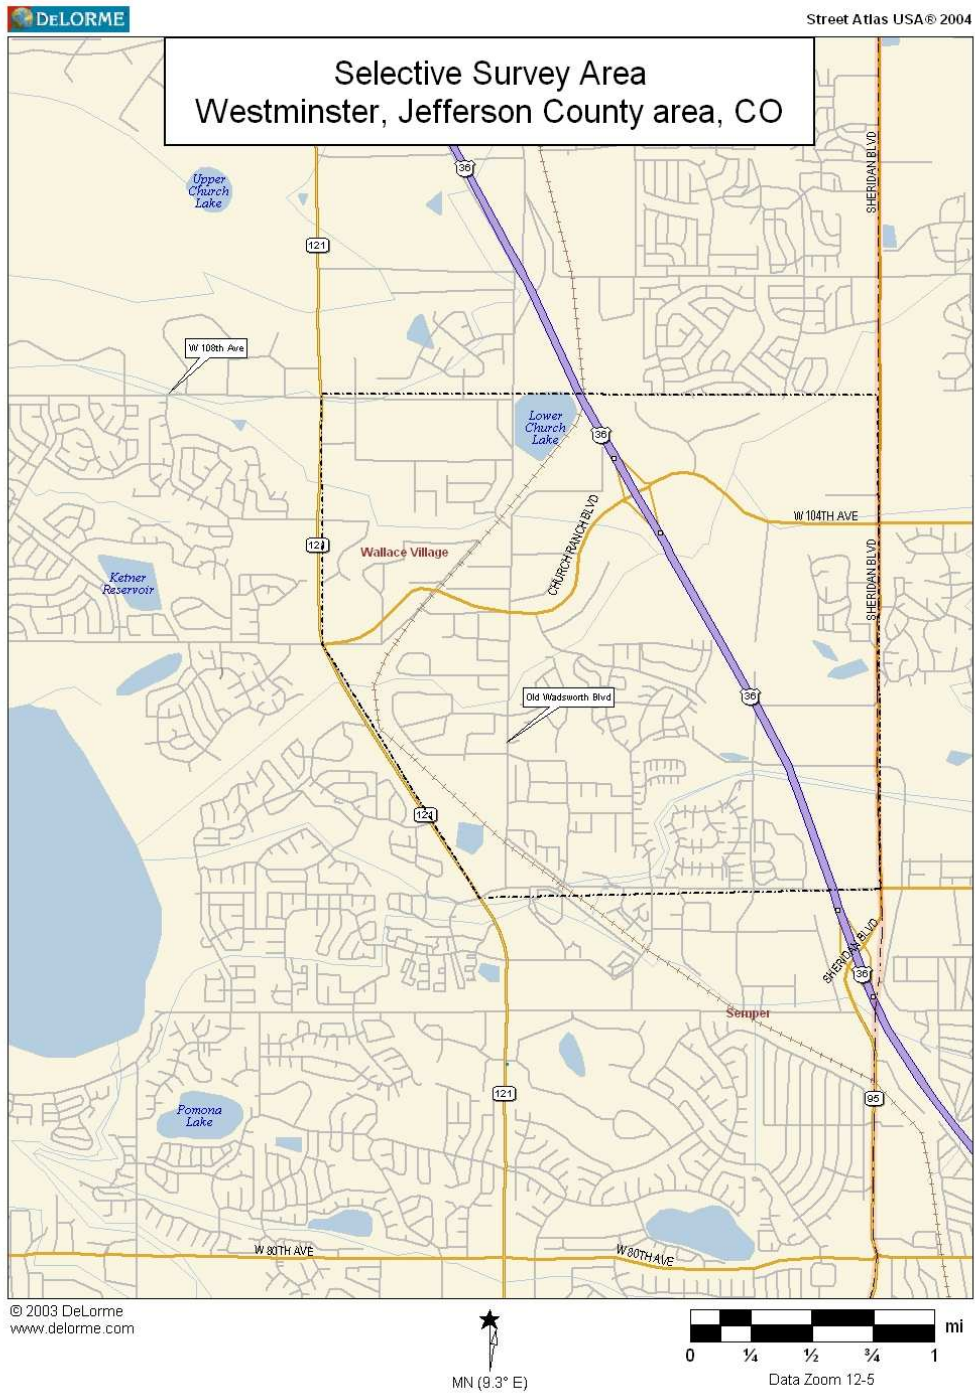 DELORME
Street Atlas USA® 2004
Selective Survey Area
Westminster, Jefferson County area, CO
36
SHERIDAN BLVD
Upper
Church
Lake
121
W 108th Ave
Lower
Church
Lake
36
CHURCH RANCH BLVD
W 104TH AVE
121
Wallace Village
SHERIDAN BLVD
Ketner
Reservoir
Old Wadsworth Blvd
36
121
SHERIDAN BLVD
36
Semper
121
95
Pomona
Lake
W 80TH AVE
W 80TH AVE
© 2003 DeLorme
www.delorme.com
MN (9.3° E)
mi
0 ¼ ½ ¾ 1
Data Zoom 12-5